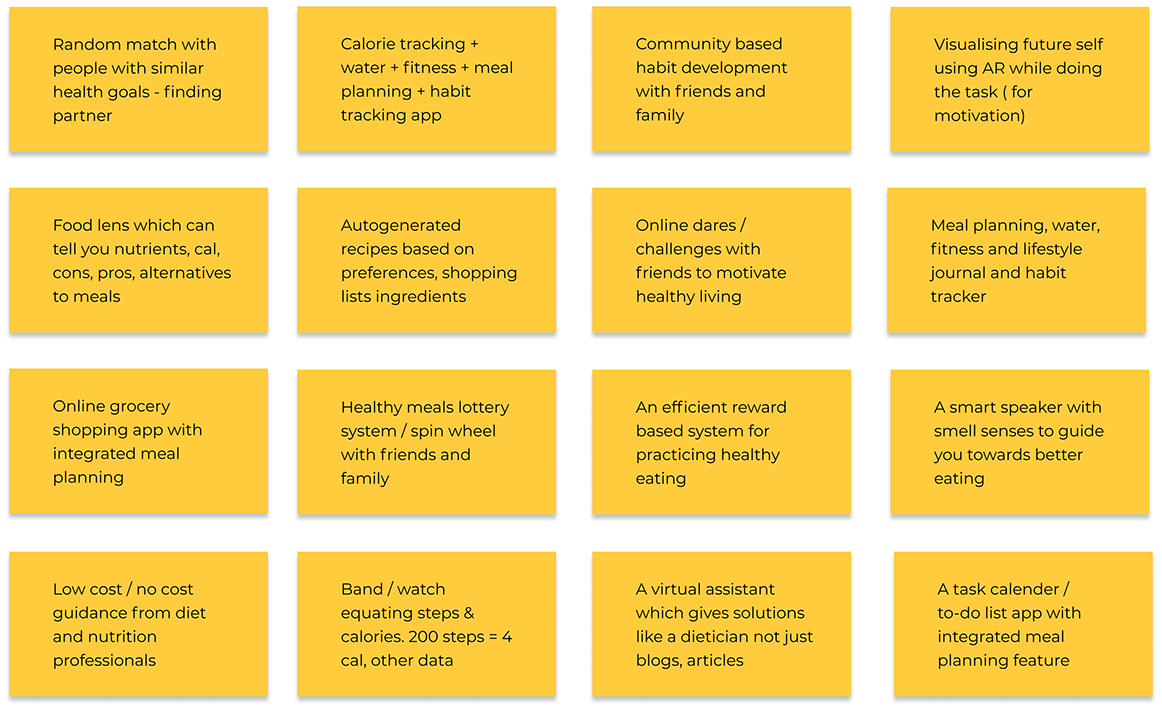 Random match with
people with similar
health goals - finding
partner
Calorie tracking +
water + fitness + meal
planning + habit
tracking app
Community based
habit development
with friends and
family
Visualising future self
using AR while doing
the task ( for
motivation)
Food lens which can
tell you nutrients, cal,
cons, pros, alternatives
to meals
Autogenerated
recipes based on
preferences, shopping
lists ingredients
Online dares /
challenges with
friends to motivate
healthy living
Meal planning, water,
fitness and lifestyle
journal and habit
tracker
Online grocery
shopping app with
integrated meal
planning
Healthy meals lottery
system / spin wheel
with friends and
family
An efficient reward
based system for
practicing healthy
eating
A smart speaker with
smell senses to guide
you towards better
eating
Low cost / no cost
guidance from diet
and nutrition
professionals
Band / watch
equating steps &
calories. 200 steps = 4
cal, other data
A virtual assistant
which gives solutions
like a dietician not just
blogs, articles
A task calender /
to-do list app with
integrated meal
planning feature